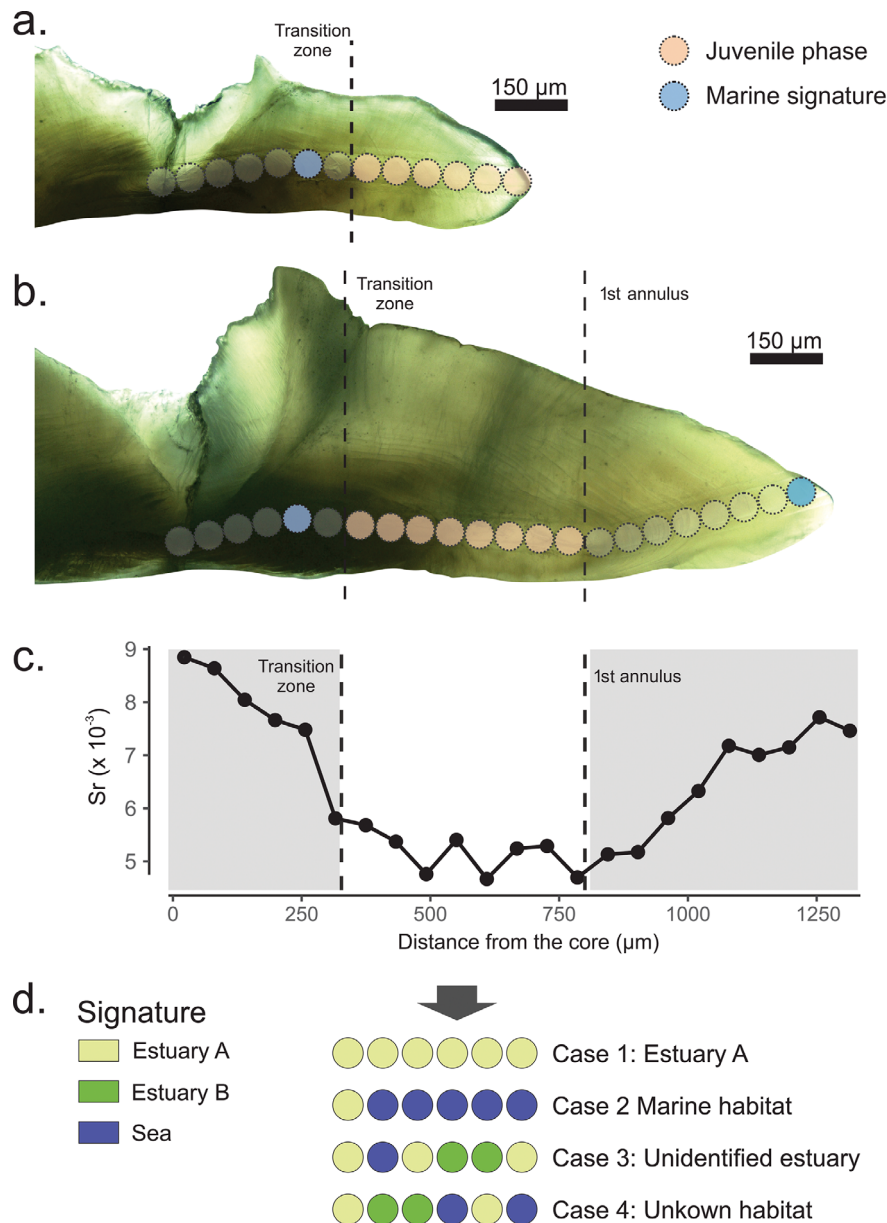 a.
Transition
zone
150 µm
Juvenile phase
Marine signature
b.
Transition
zone
1st annulus
150 µm
c.
Sr (x 10⁻³)
9
8
7
6
5
Transition
zone
1st annulus
0
250
500
750
1000
1250
Distance from the core (µm)
d.
Signature
Estuary A
Estuary B
Sea
Case 1: Estuary A
Case 2 Marine habitat
Case 3: Unidentified estuary
Case 4: Unkown habitat